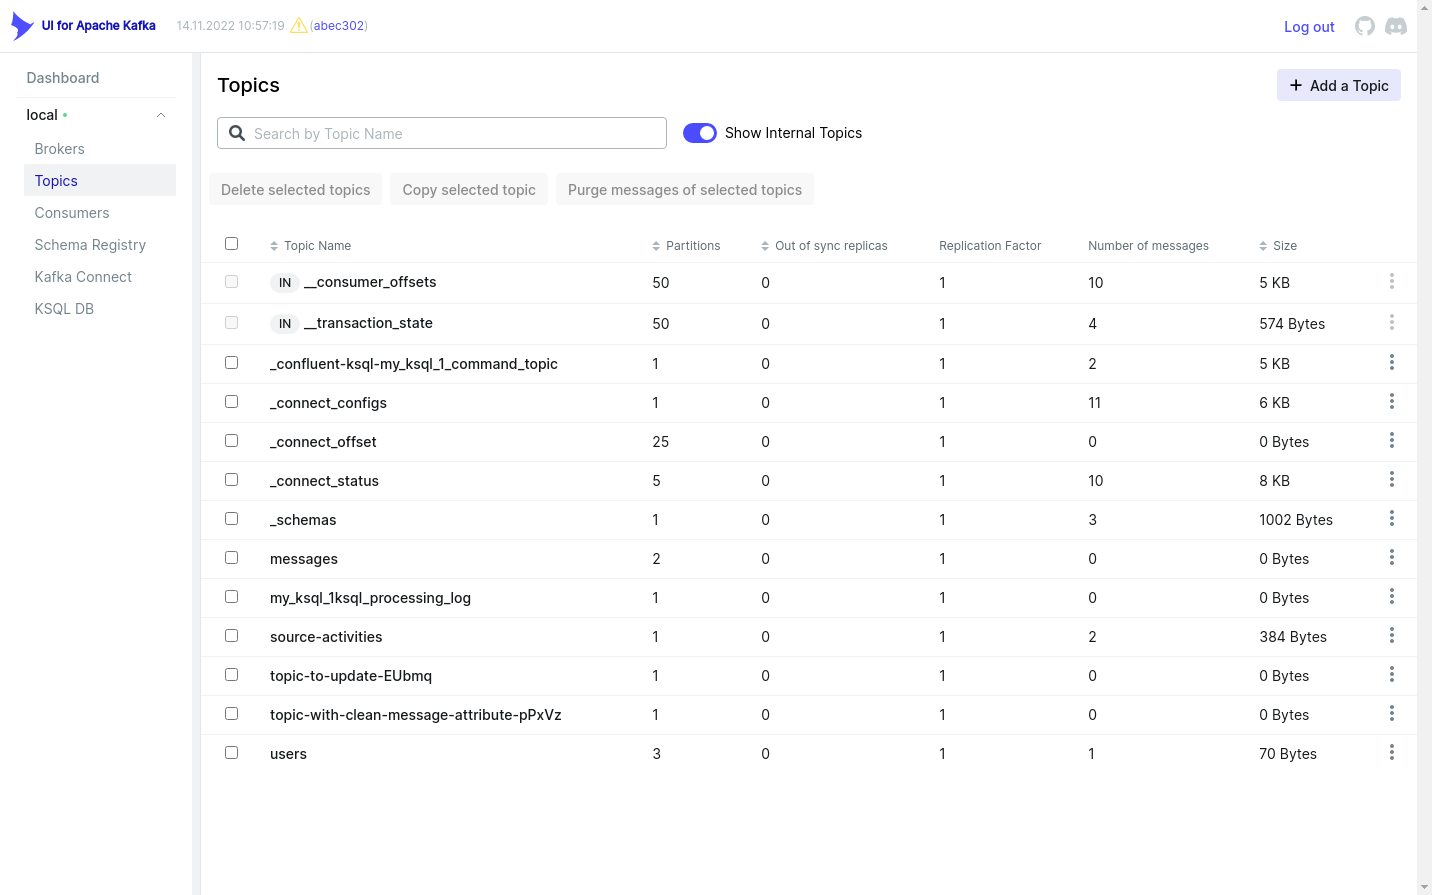 UI for Apache Kafka 14.11.2022 10:57:19 (abec302) Log out
Dashboard
local
Brokers
Topics
Consumers
Schema Registry
Kafka Connect
KSQL DB
Topics
+ Add a Topic
Search by Topic Name
Show Internal Topics
Delete selected topics Copy selected topic Purge messages of selected topics
Topic Name Partitions Out of sync replicas Replication Factor Number of messages Size
IN __consumer_offsets 50 0 1 10 5 KB
IN __transaction_state 50 0 1 4 574 Bytes
_confluent-ksql-my_ksql_1_command_topic 1 0 1 2 5 KB
_connect_configs 1 0 1 11 6 KB
_connect_offset 25 0 1 0 0 Bytes
_connect_status 5 0 1 10 8 KB
_schemas 1 0 1 3 1002 Bytes
messages 2 0 1 0 0 Bytes
my_ksql_1ksql_processing_log 1 0 1 0 0 Bytes
source-activities 1 0 1 2 384 Bytes
topic-to-update-EUbmq 1 0 1 0 0 Bytes
topic-with-clean-message-attribute-pPxVz 1 0 1 0 0 Bytes
users 3 0 1 1 70 Bytes